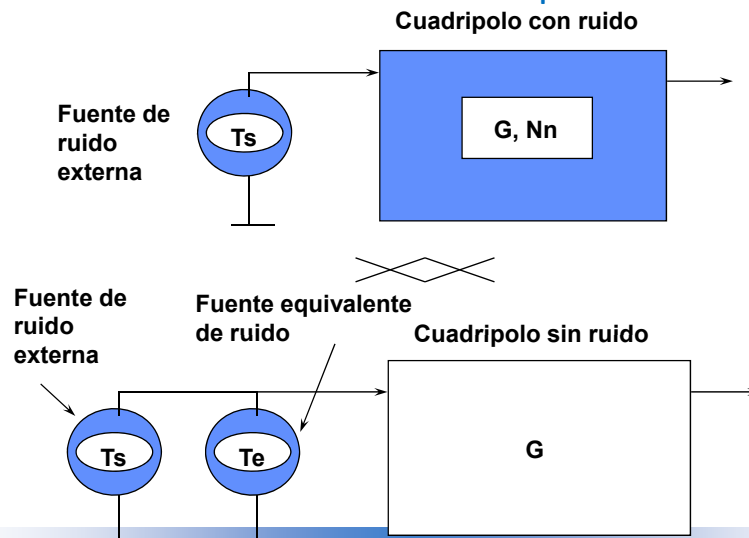 Cuadripolo con ruido
Fuente de
ruido
externa
Ts
G, Nn
Fuente de
ruido
externa
Fuente equivalente
de ruido
Cuadripolo sin ruido
Ts
Te
G